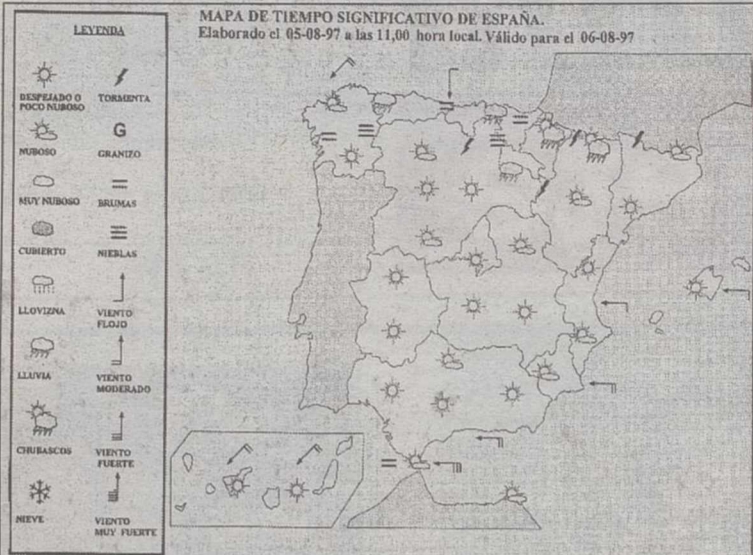 MAPA DE TIEMPO SIGNIFICATIVO DE ESPAÑA.
Elaborado el 05-08-97 a las 11,00 hora local. Válido para el 06-08-97
LEYENDA
DESPEJADO O
POCO NUBOSO
TORMENTA
NUBOSO
G
GRANIZO
MUY NUBOSO
BRUMAS
CUBIERTO
NIEBLAS
LLOVIZNA
VIENTO
FLOJO
LLUVIA
VIENTO
MODERADO
CHUBASCOS
VIENTO
FUERTE
NIEVE
VIENTO
MUY FUERTE